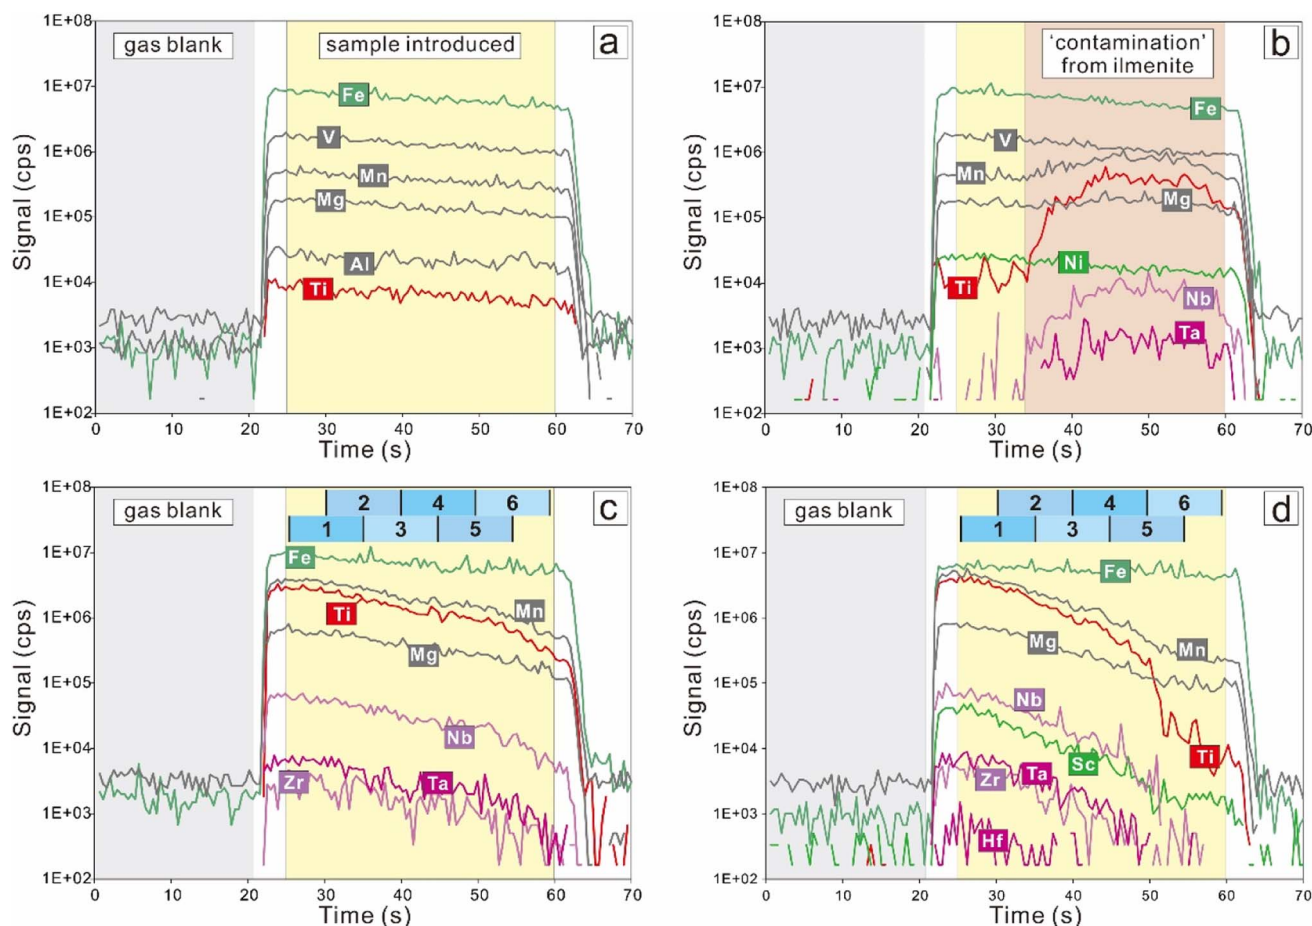 1E+08
1E+07
1E+06
1E+05
1E+04
1E+03
1E+02
Signal (cps)
gas blank
sample introduced
a
Fe
V
Mn
Mg
Al
Ti
0 10 20 30 40 50 60 70
Time (s)
1E+08
1E+07
1E+06
1E+05
1E+04
1E+03
1E+02
Signal (cps)
b
'contamination'
from ilmenite
Fe
V
Mn
Mg
Ni
Ti
Nb
Ta
0 10 20 30 40 50 60 70
Time (s)
1E+08
1E+07
1E+06
1E+05
1E+04
1E+03
1E+02
Signal (cps)
gas blank
2 4 6
1 3 5
c
Fe
Ti
Mn
Mg
Nb
Zr
Ta
0 10 20 30 40 50 60 70
Time (s)
1E+08
1E+07
1E+06
1E+05
1E+04
1E+03
1E+02
Signal (cps)
gas blank
2 4 6
1 3 5
d
Fe
Mg
Mn
Nb
Sc
Ti
Zr
Ta
Hf
0 10 20 30 40 50 60 70
Time (s)